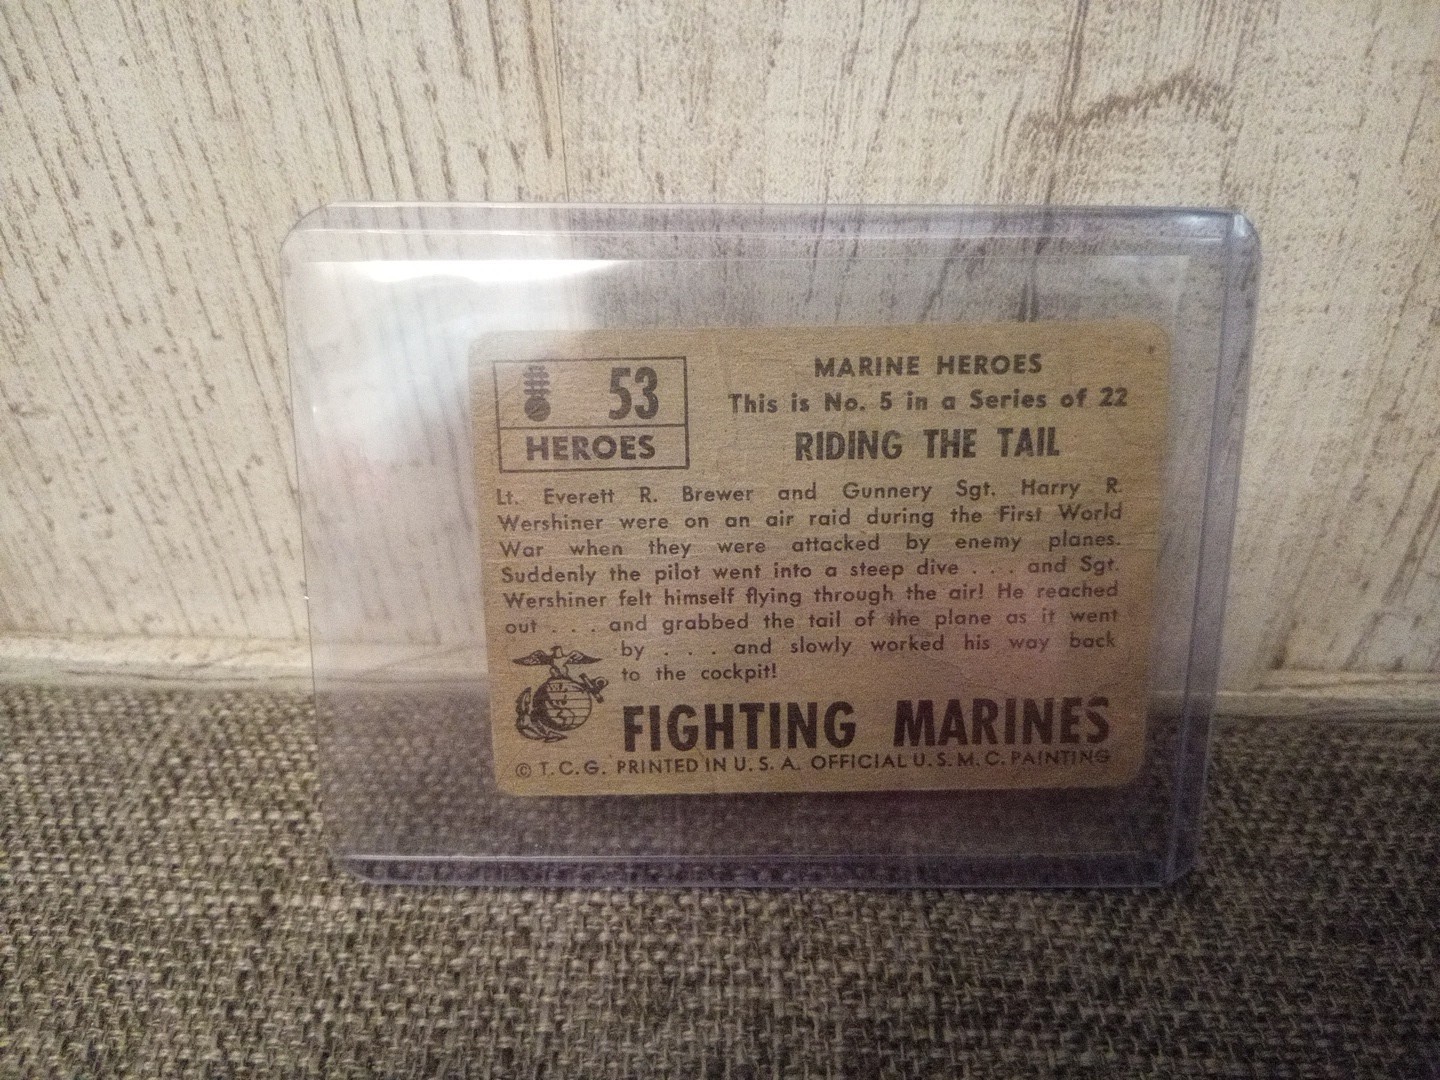 53
HEROES
MARINE HEROES
This is No. 5 in a Series of 22
RIDING THE TAIL
Lt. Everett R. Brewer and Gunnery Sgt. Harry R.
Wershiner were on an air raid during the First World
War when they were attacked by enemy planes.
Suddenly the pilot went into a steep dive . . . and Sgt.
Wershiner felt himself flying through the air! He reached
out . . . and grabbed the tail of the plane as it went
by . . . and slowly worked his way back
to the cockpit!
FIGHTING MARINES
© T.C.G. PRINTED IN U.S.A. OFFICIAL U.S.M.C. PAINTING